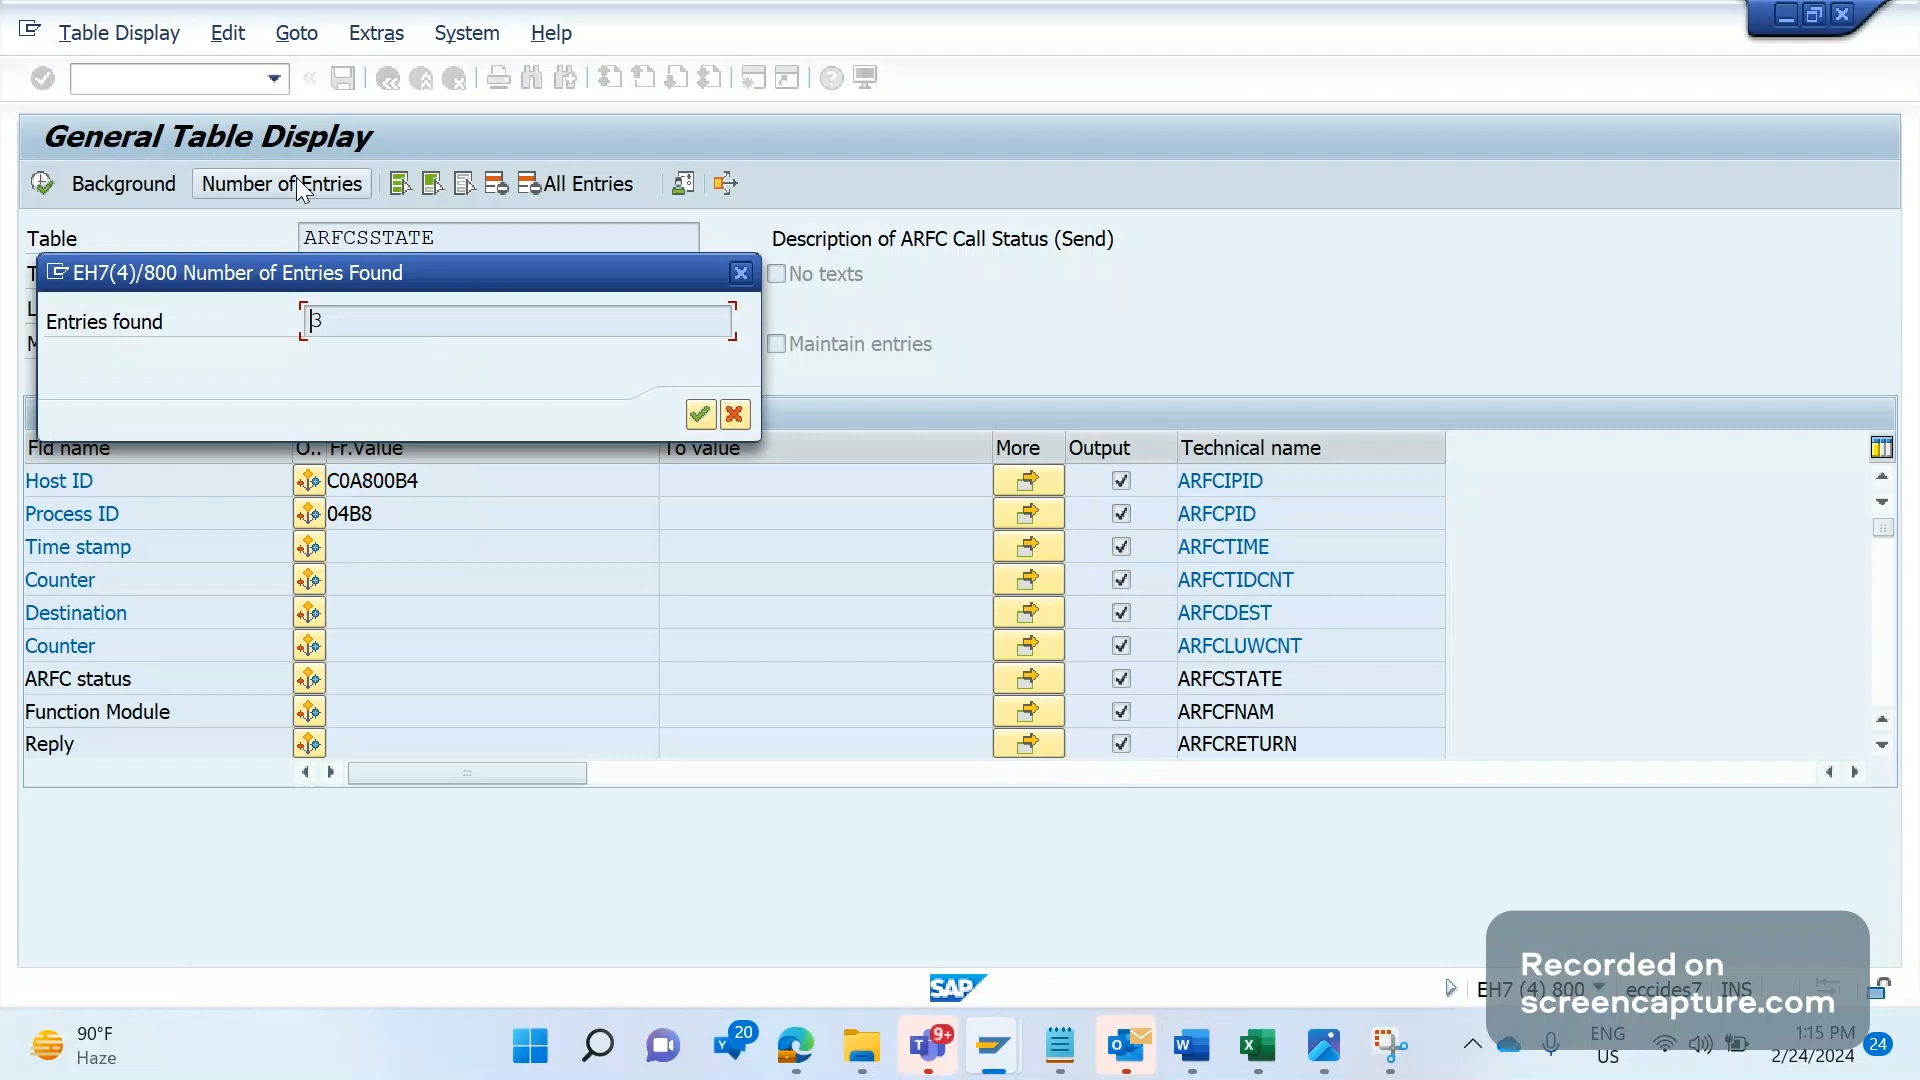 Table Display Edit Goto Extras System Help
General Table Display
Background Number of Entries All Entries
Table ARFCSSTATE Description of ARFC Call Status (Send)
EH7(4)/800 Number of Entries Found
No texts
Entries found 3
Maintain entries
Fld name O.. Fr.Value To value More Output Technical name
Host ID C0A800B4 ARFCIPID
Process ID 04B8 ARFCPID
Time stamp ARFCTIME
Counter ARFCTIDCNT
Destination ARFCDEST
Counter ARFCLUWCNT
ARFC status ARFCSTATE
Function Module ARFCFNAM
Reply ARFCRETURN
Recorded on
screencapture.com
SAP EH7 (4) 800 eccides7 INS
90°F
Haze
20
9+
ENG
US
1:15 PM
2/24/2024
24